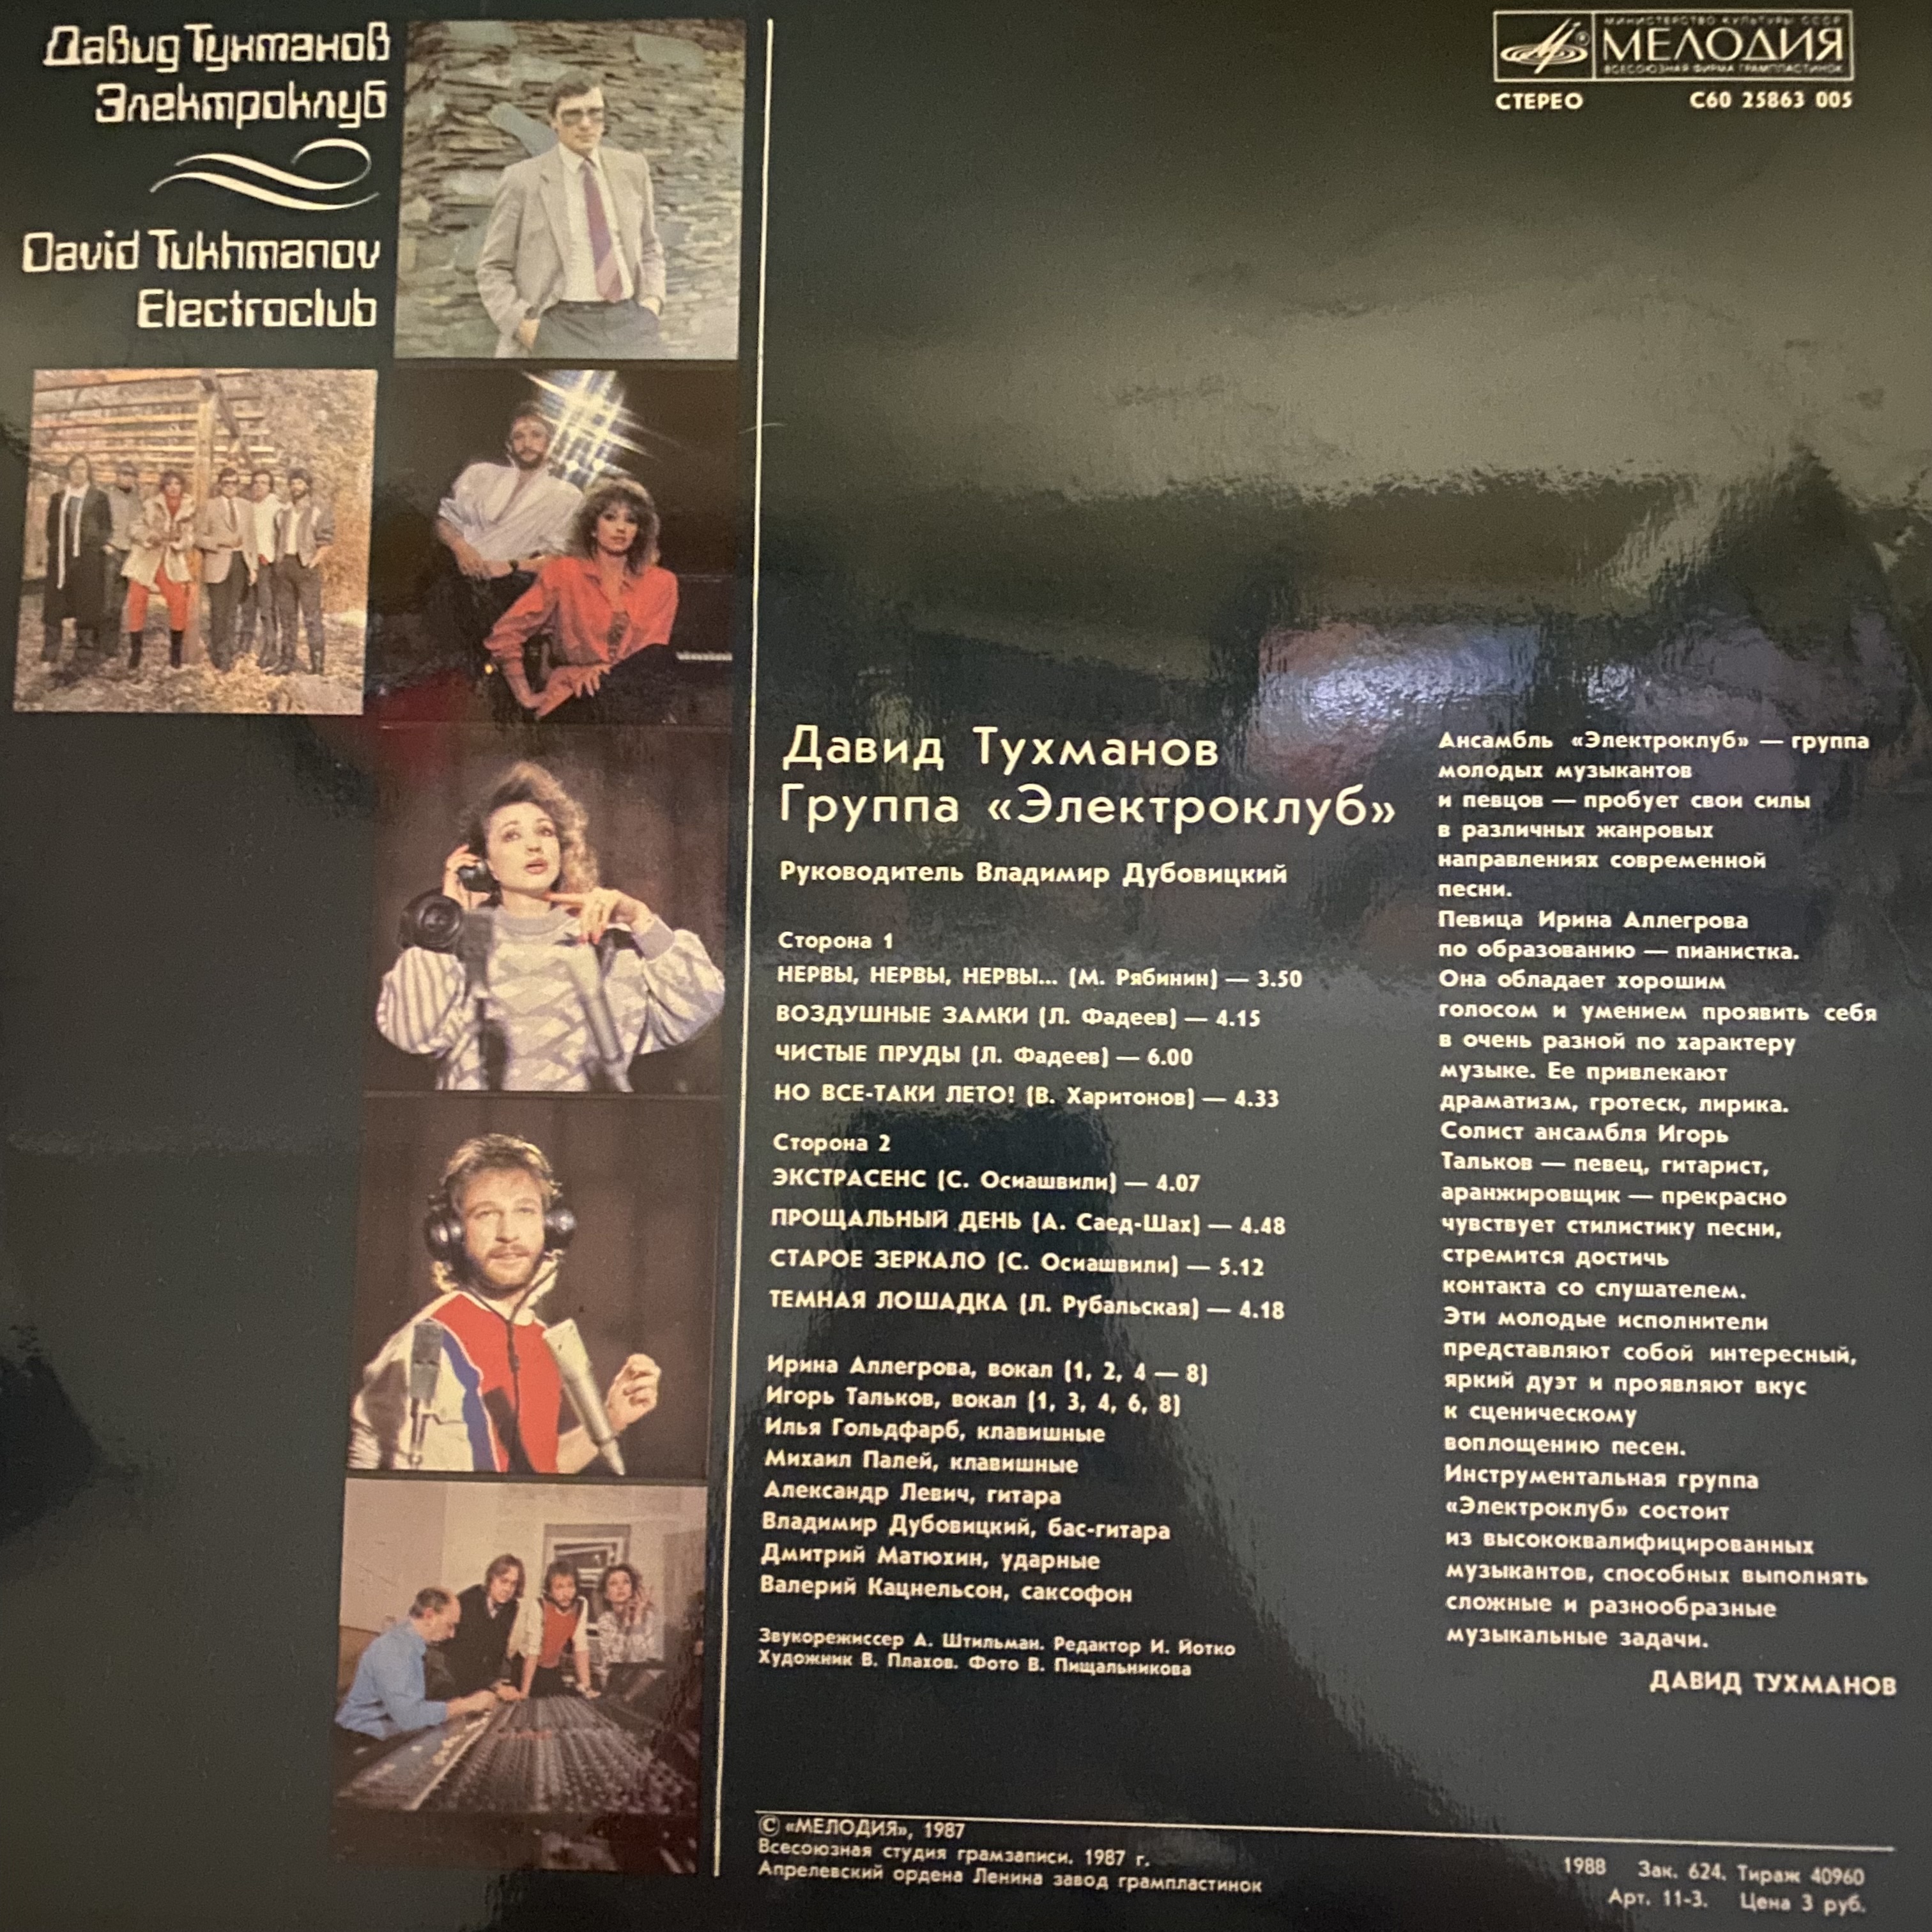 Давид Тухманов
Электроклуб
David Tukhmanov
Electroclub
МИНИСТЕРСТВО КУЛЬТУРЫ СССР
МЕЛОДИЯ
ВСЕСОЮЗНАЯ ФИРМА ГРАМПЛАСТИНОК
СТЕРЕО С60 25863 005
Давид Тухманов
Группа «Электроклуб»
Руководитель Владимир Дубовицкий
Сторона 1
НЕРВЫ, НЕРВЫ, НЕРВЫ... (М. Рябинин) — 3.50
ВОЗДУШНЫЕ ЗАМКИ (Л. Фадеев) — 4.15
ЧИСТЫЕ ПРУДЫ (Л. Фадеев) — 6.00
НО ВСЕ-ТАКИ ЛЕТО! (В. Харитонов) — 4.33
Сторона 2
ЭКСТРАСЕНС (С. Осиашвили) — 4.07
ПРОЩАЛЬНЫЙ ДЕНЬ (А. Саед-Шах) — 4.48
СТАРОЕ ЗЕРКАЛО (С. Осиашвили) — 5.12
ТЕМНАЯ ЛОШАДКА (Л. Рубальская) — 4.18
Ирина Аллегрова, вокал (1, 2, 4 — 8)
Игорь Тальков, вокал (1, 3, 4, 6, 8)
Илья Гольдфарб, клавишные
Михаил Палей, клавишные
Александр Левич, гитара
Владимир Дубовицкий, бас-гитара
Дмитрий Матюхин, ударные
Валерий Кацнельсон, саксофон
Звукорежиссер А. Штильман. Редактор И. Йотко
Художник В. Плахов. Фото В. Пищальникова
Ансамбль «Электроклуб» — группа
молодых музыкантов
и певцов — пробует свои силы
в различных жанровых
направлениях современной
песни.
Певица Ирина Аллегрова
по образованию — пианистка.
Она обладает хорошим
голосом и умением проявить себя
в очень разной по характеру
музыке. Ее привлекают
драматизм, гротеск, лирика.
Солист ансамбля Игорь
Тальков — певец, гитарист,
аранжировщик — прекрасно
чувствует стилистику песни,
стремится достичь
контакта со слушателем.
Эти молодые исполнители
представляют собой интересный,
яркий дуэт и проявляют вкус
к сценическому
воплощению песен.
Инструментальная группа
«Электроклуб» состоит
из высококвалифицированных
музыкантов, способных выполнять
сложные и разнообразные
музыкальные задачи.
ДАВИД ТУХМАНОВ
© «МЕЛОДИЯ», 1987
Всесоюзная студия грамзаписи. 1987 г.
Апрелевский ордена Ленина завод грампластинок
1988 Зак. 624. Тираж 40960
Арт. 11-3. Цена 3 руб.